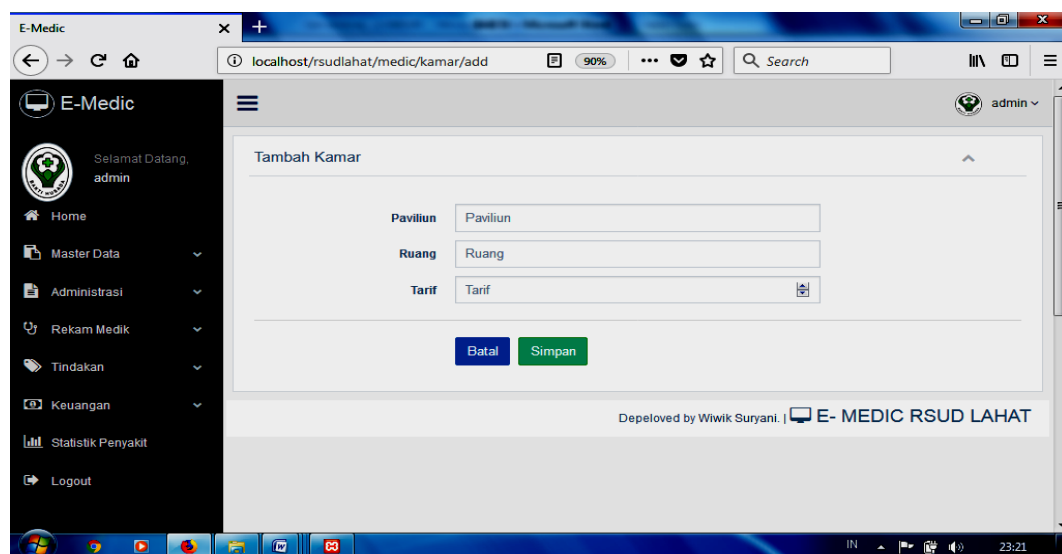 E-Medic
localhost/rsudlahat/medic/kamar/add
90%
Search
E-Medic
admin
Selamat Datang,
admin
Home
Master Data
Administrasi
Rekam Medik
Tindakan
Keuangan
Statistik Penyakit
Logout
Tambah Kamar
Paviliun
Paviliun
Ruang
Ruang
Tarif
Tarif
Batal
Simpan
Depeloved by Wiwik Suryani. | E- MEDIC RSUD LAHAT
IN
23:21